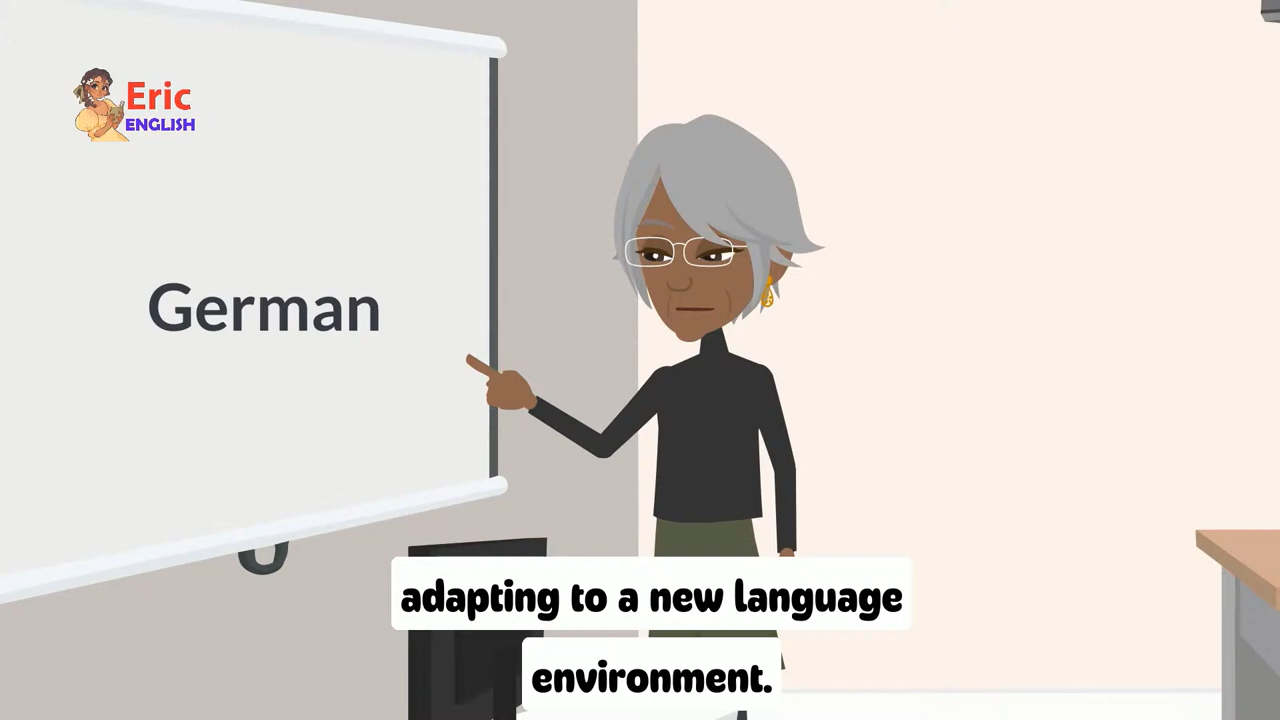 Eric
ENGLISH
German
adapting to a new language
environment.